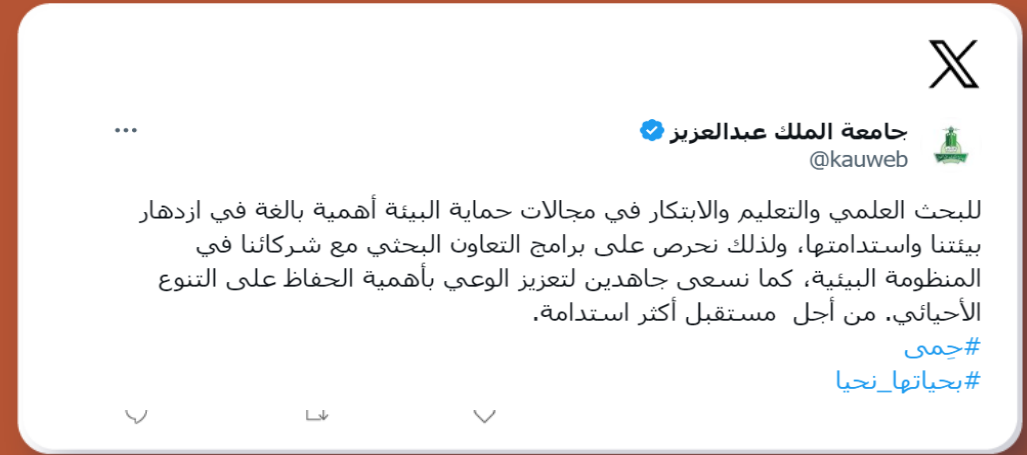 جامعة الملك عبدالعزيز
@kauweb
للبحث العلمي والتعليم والابتكار في مجالات حماية البيئة أهمية بالغة في ازدهار
بيئتنا واستدامتها، ولذلك نحرص على برامج التعاون البحثي مع شركائنا في
المنظومة البيئية، كما نسعى جاهدين لتعزيز الوعي بأهمية الحفاظ على التنوع
الأحيائي. من أجل  مستقبل أكثر استدامة.
#حِمى
#بحياتها_نحيا